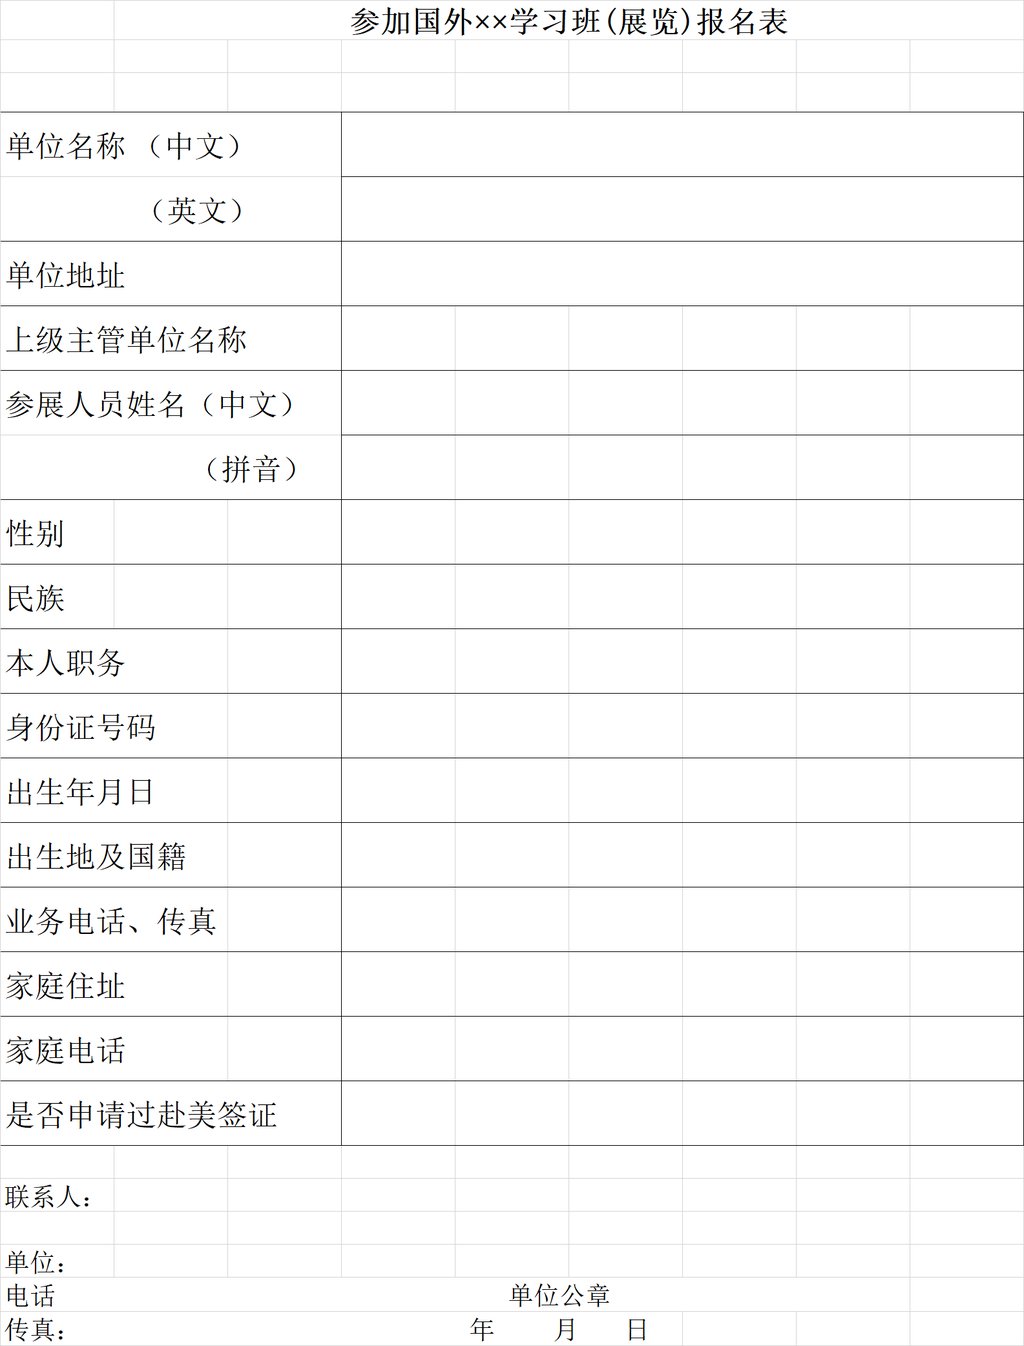 参加国外××学习班(展览)报名表
单位名称（中文）
（英文）
单位地址
上级主管单位名称
参展人员姓名（中文）
（拼音）
性别
民族
本人职务
身份证号码
出生年月日
出生地及国籍
业务电话、传真
家庭住址
家庭电话
是否申请过赴美签证
联系人：
单位：
电话 单位公章
传真： 年 月 日